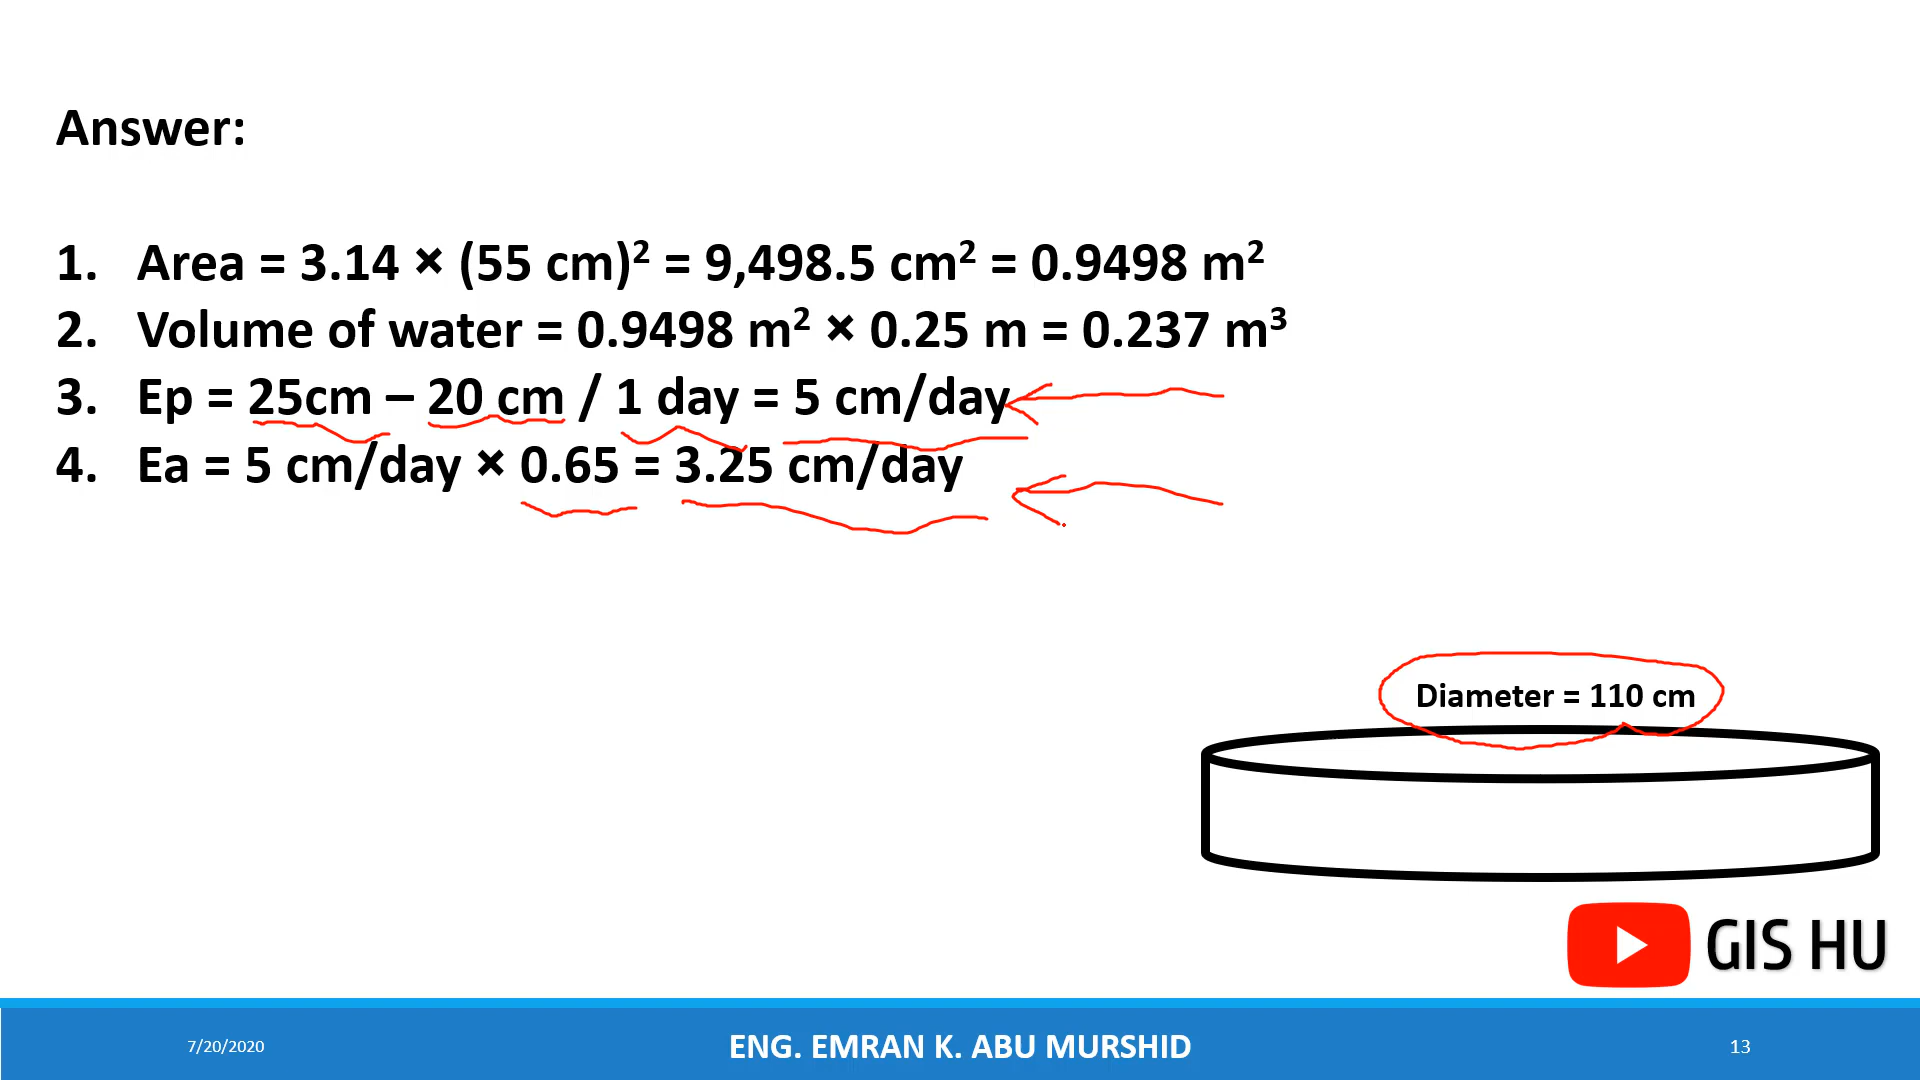 Answer:
1. Area = 3.14 × (55 cm)² = 9,498.5 cm² = 0.9498 m²
2. Volume of water = 0.9498 m² × 0.25 m = 0.237 m³
3. Ep = 25cm – 20 cm / 1 day = 5 cm/day
4. Ea = 5 cm/day × 0.65 = 3.25 cm/day
Diameter = 110 cm
GIS HU
7/20/2020
ENG. EMRAN K. ABU MURSHID
13